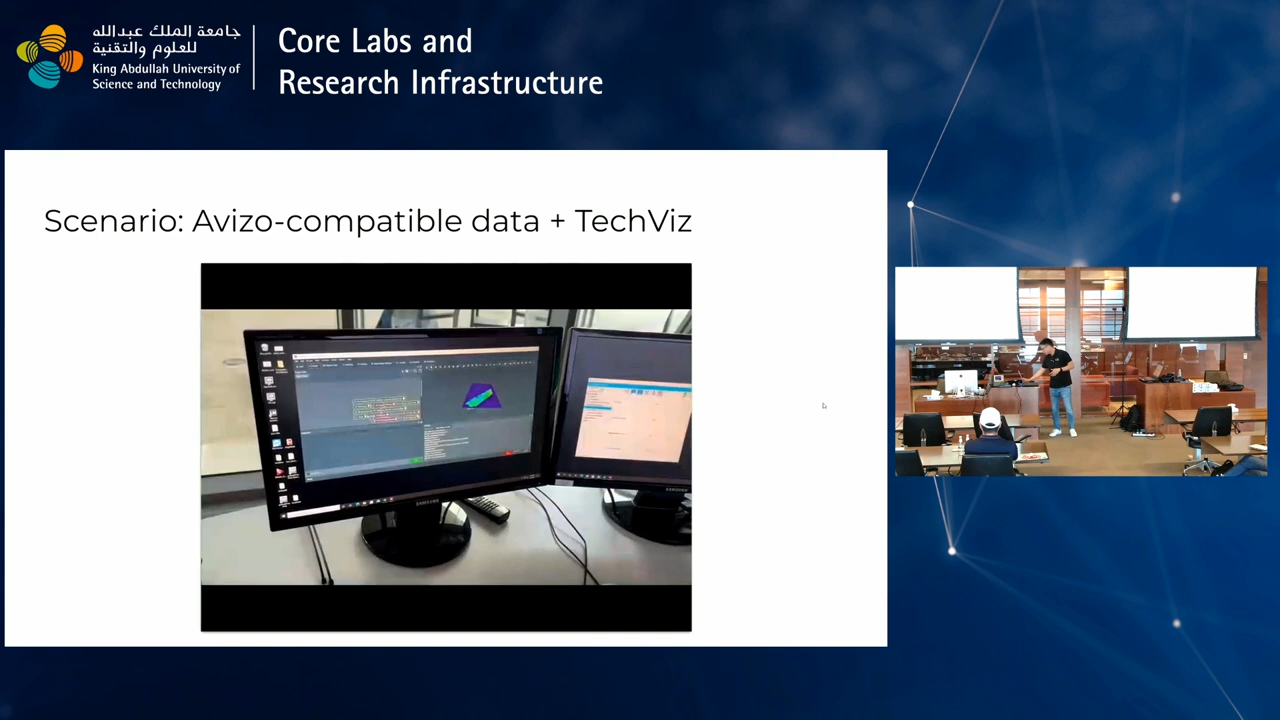 جامعة الملك عبدالله
للعلوم والتقنية
King Abdullah University of
Science and Technology
Core Labs and
Research Infrastructure
Scenario: Avizo-compatible data + TechViz
SAMSUNG
SAMSUNG